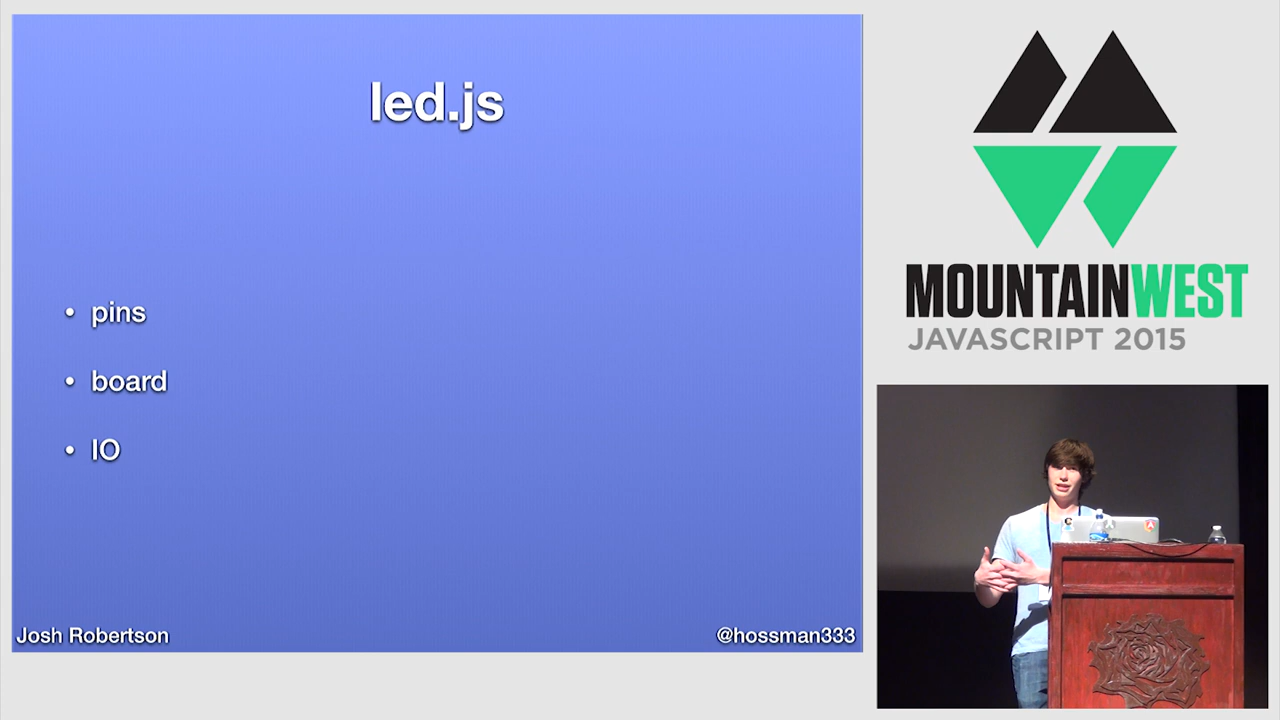 led.js
• pins
• board
• IO
Josh Robertson
@hossman333
MOUNTAINWEST
JAVASCRIPT 2015